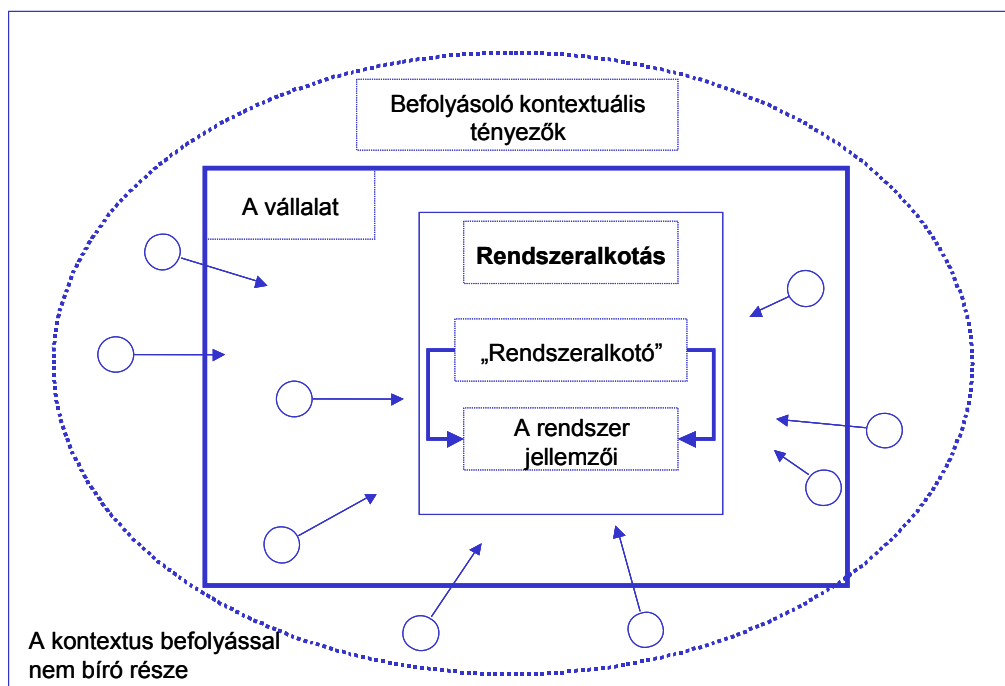 Befolyásoló kontextuális
tényezők
A vállalat
Rendszeralkotás
„Rendszeralkotó”
A rendszer
jellemzői
A kontextus befolyással
nem bíró része